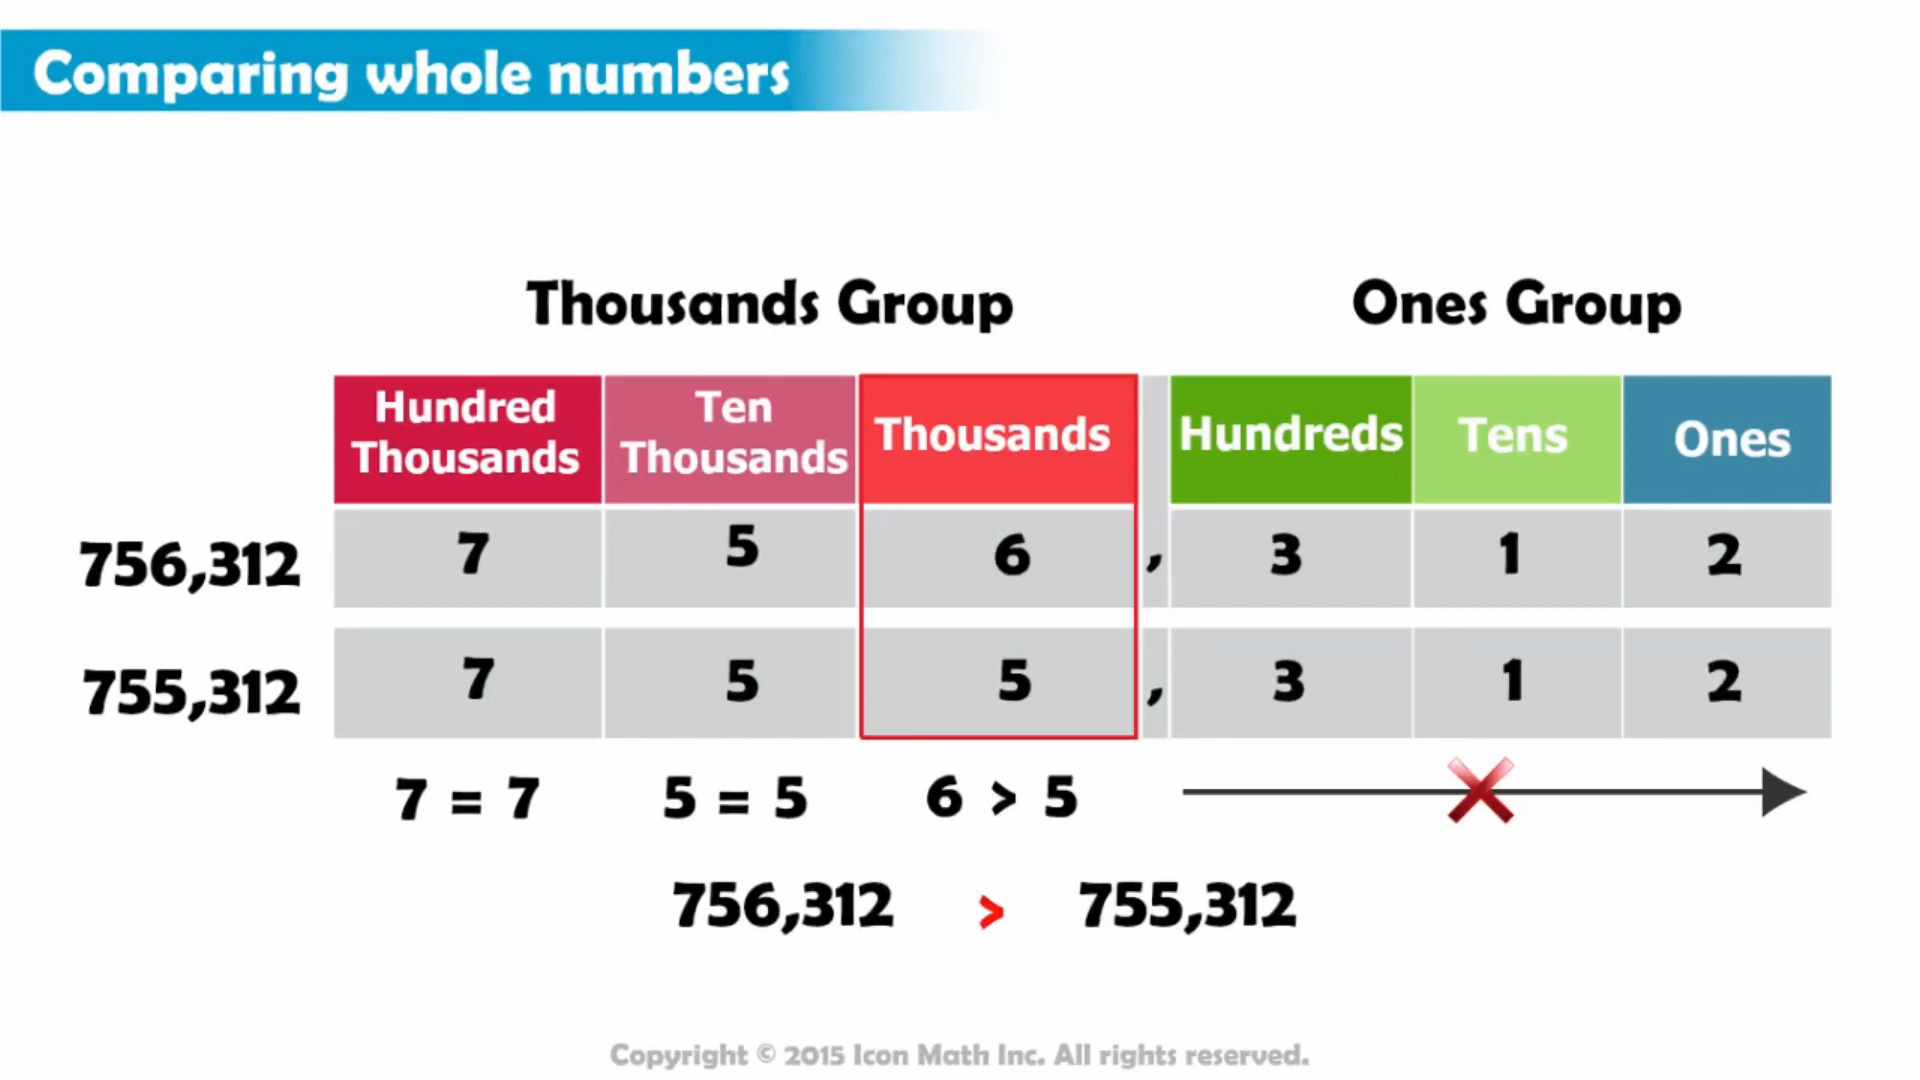 Comparing whole numbers
Thousands Group Ones Group
Hundred Thousands Ten Thousands Thousands Hundreds Tens Ones
756,312 7 5 6 , 3 1 2
755,312 7 5 5 , 3 1 2
7 = 7 5 = 5 6 > 5
756,312 > 755,312
Copyright © 2015 Icon Math Inc. All rights reserved.